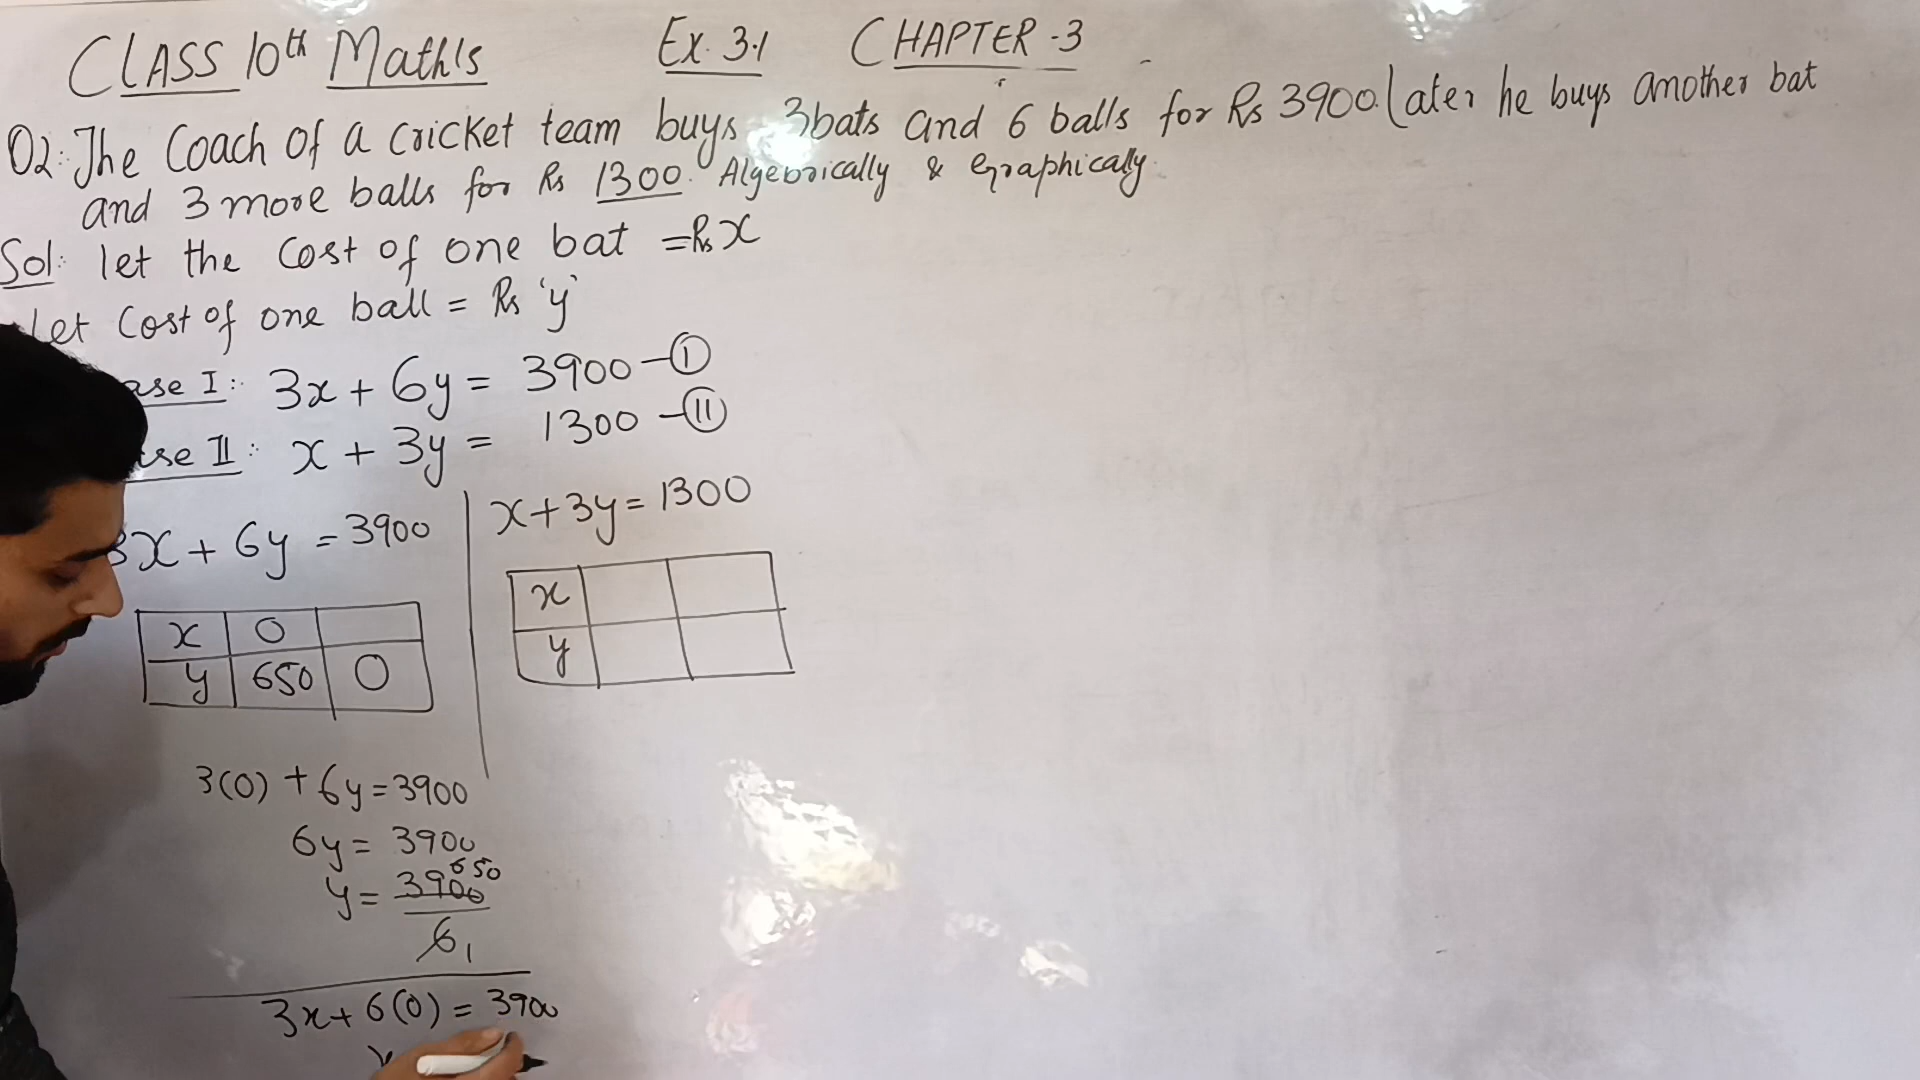 CLASS 10th Math's Ex. 3.1 CHAPTER -3
Q2: The Coach of a cricket team buys 3bats and 6 balls for Rs 3900. Later he buys another bat
and 3 more balls for Rs 1300. Algebrically & Graphically.
Sol: let the cost of one bat = Rs x
Let cost of one ball = Rs 'y'
ase I: 3x + 6y = 3900 -(I)
se II: x + 3y = 1300 -(II)
3x + 6y = 3900
x 0
y 650 0
3(0) + 6y = 3900
6y = 3900
650
y = 3900
6 1
3x + 6(0) = 3900
x
x+3y = 1300
x
y